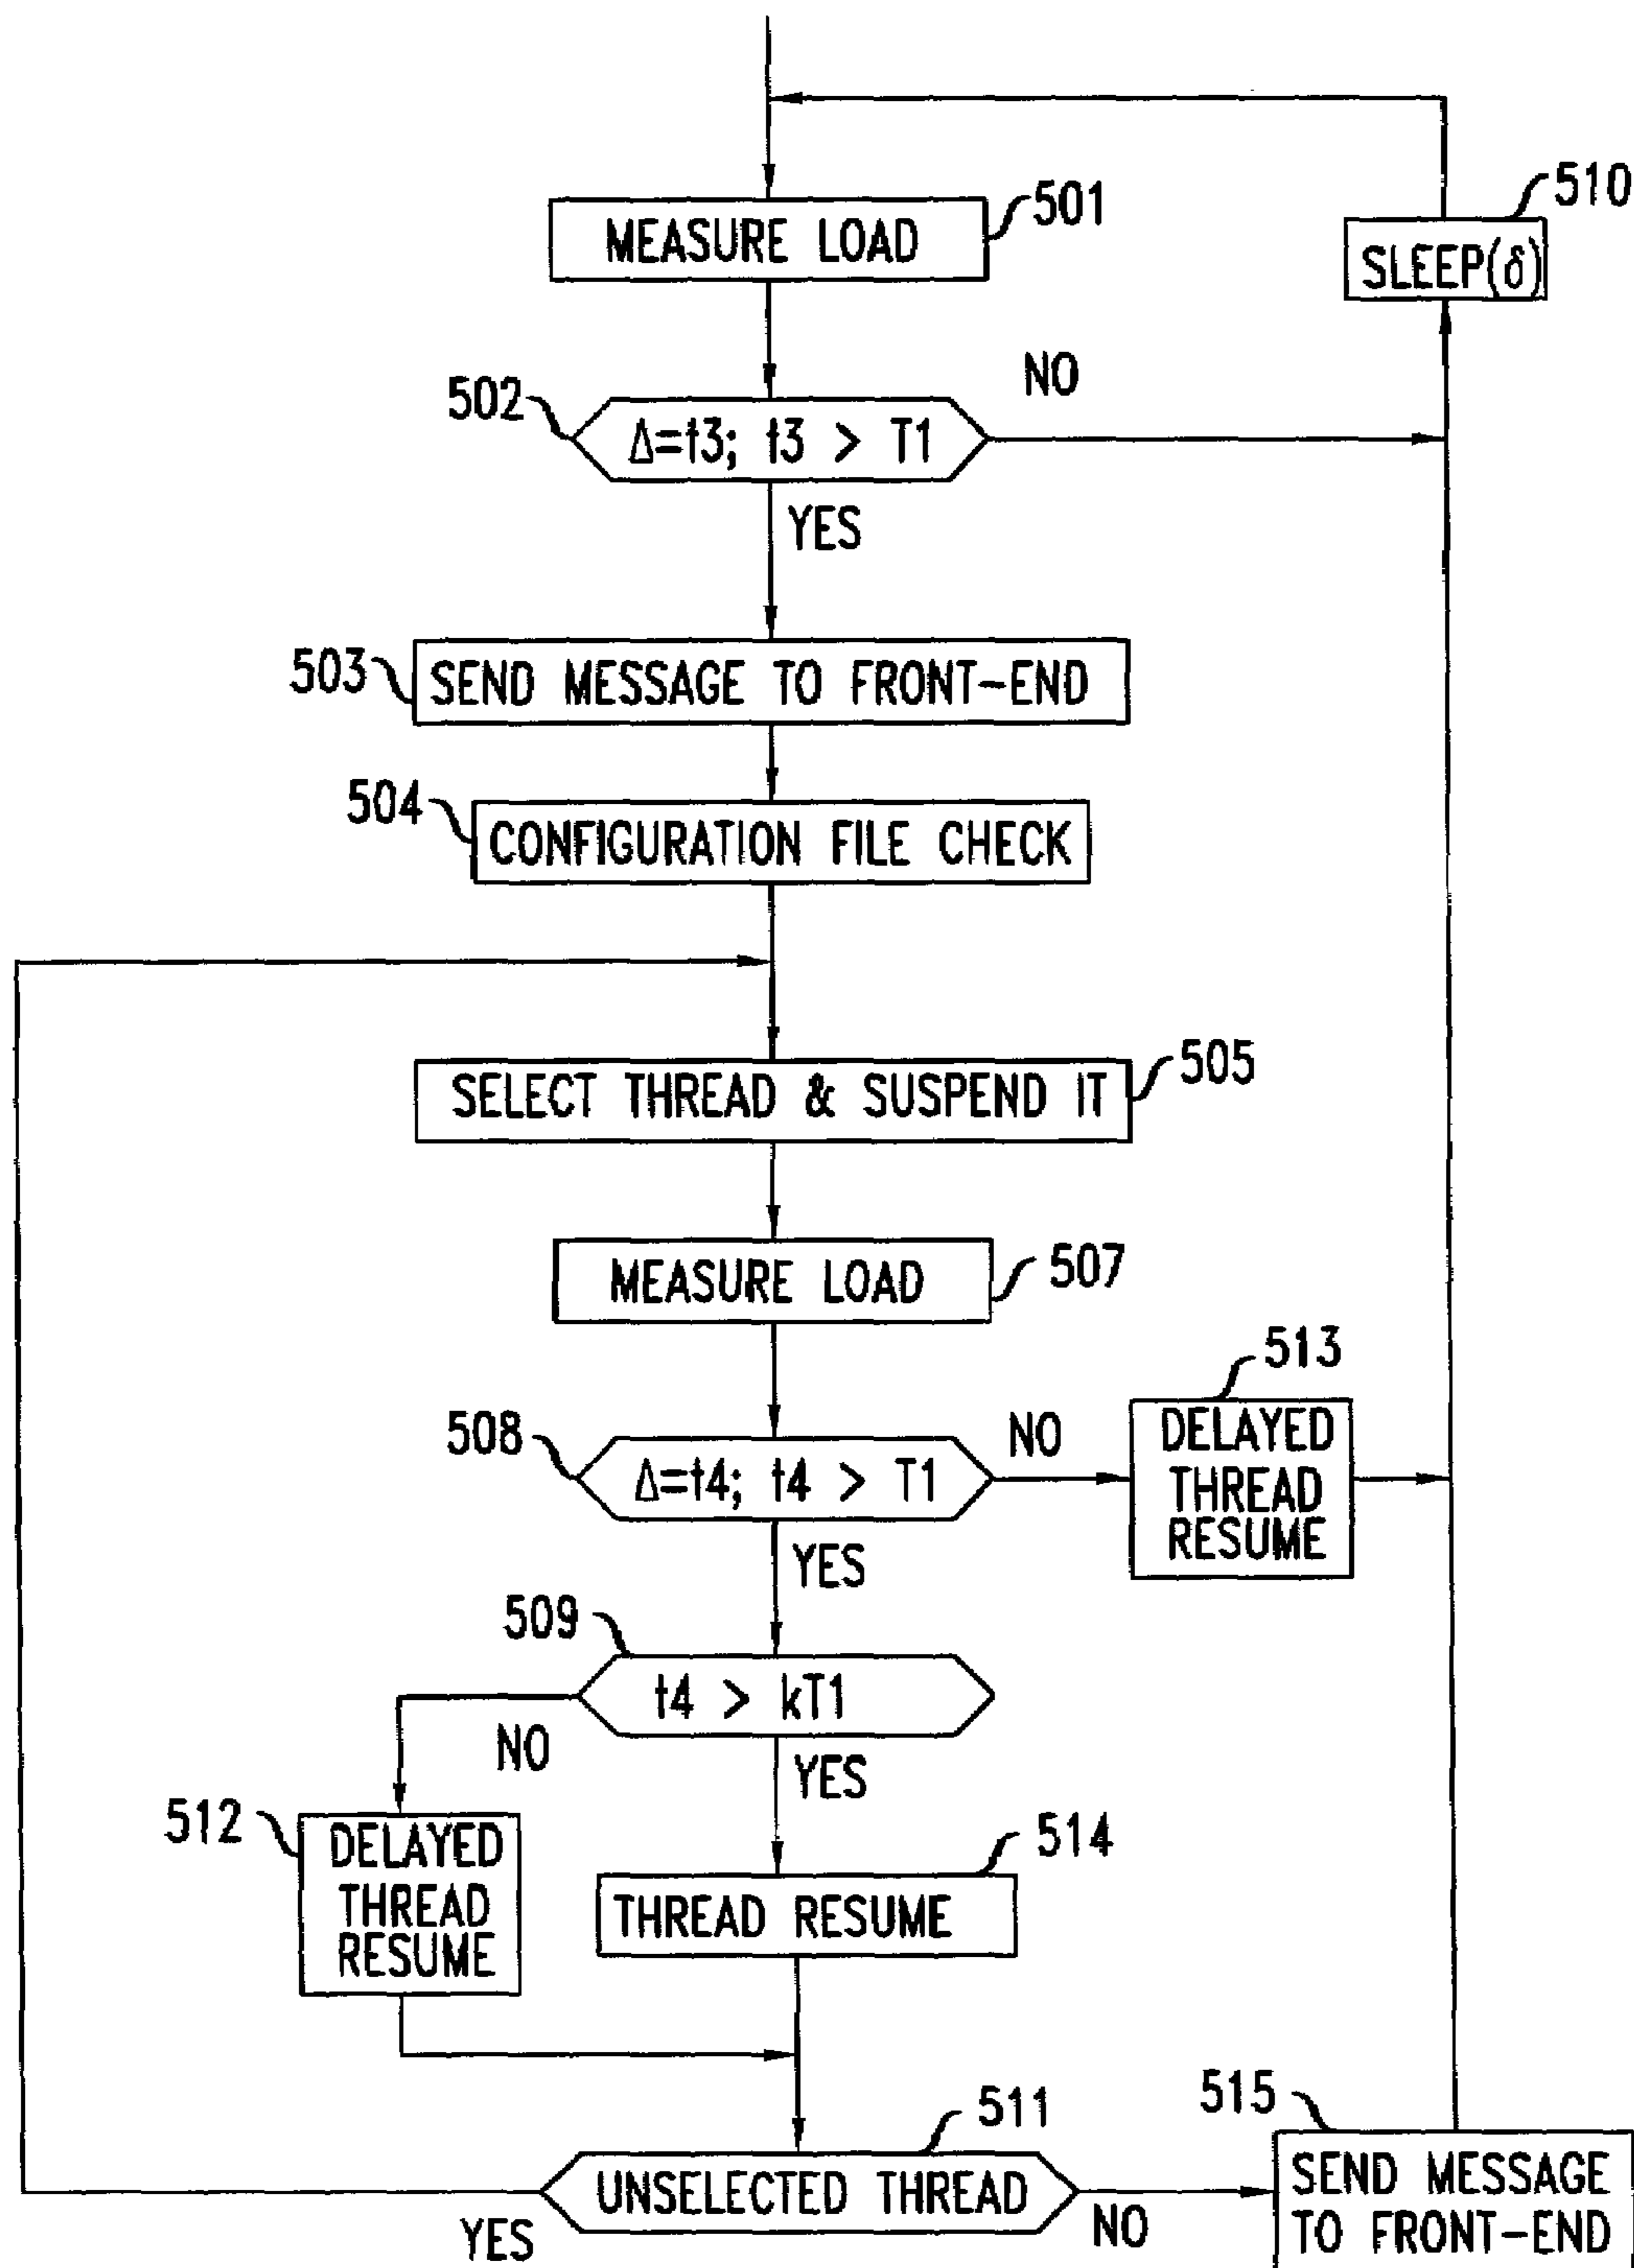 MEASURE LOAD
501
510
SLEEP(δ)
502
Δ=t3; t3 > T1
NO
YES
503
SEND MESSAGE TO FRONT-END
504
CONFIGURATION FILE CHECK
505
SELECT THREAD & SUSPEND IT
507
MEASURE LOAD
508
Δ=t4; t4 > T1
NO
513
DELAYED
THREAD
RESUME
YES
509
t4 > kT1
NO
YES
512
DELAYED
THREAD
RESUME
514
THREAD RESUME
511
UNSELECTED THREAD
YES
NO
515
SEND MESSAGE
TO FRONT-END